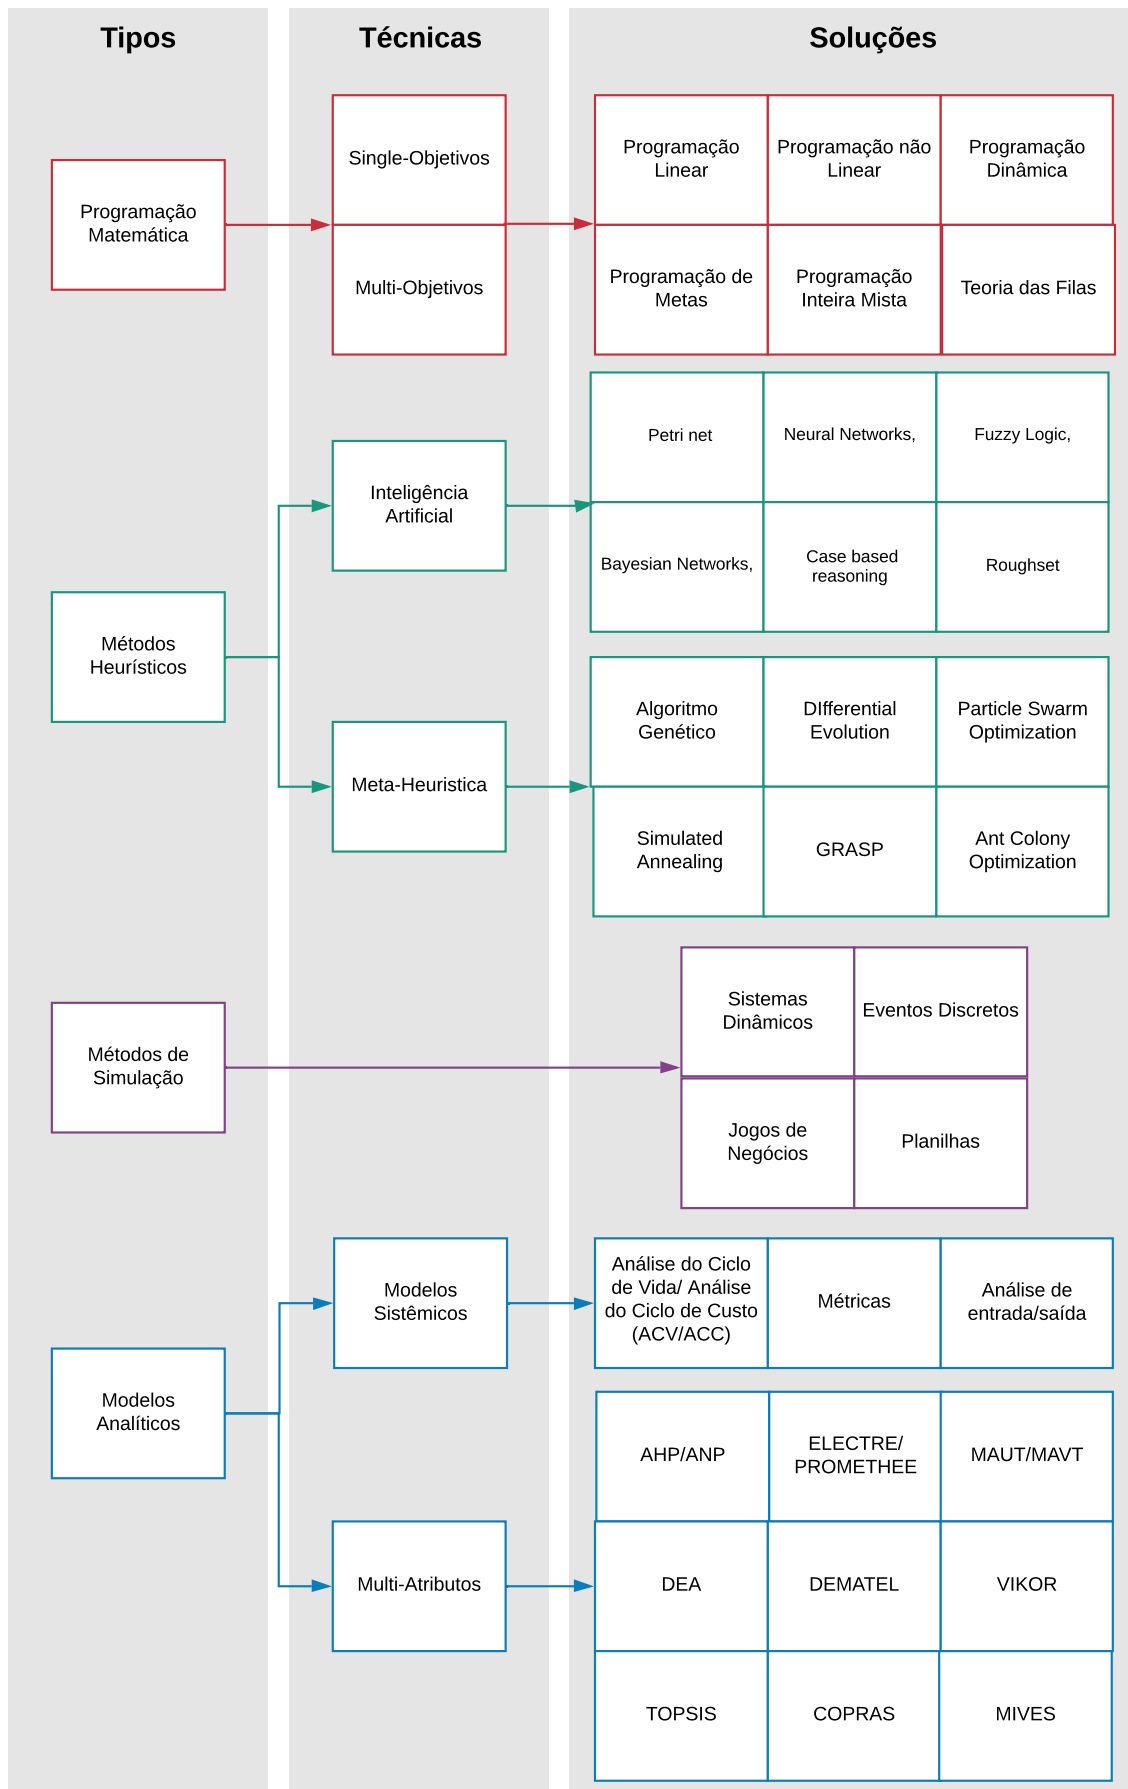 Tipos
Técnicas
Soluções
Programação
Matemática
Single-Objetivos
Multi-Objetivos
Programação
Linear
Programação não
Linear
Programação
Dinâmica
Programação de
Metas
Programação
Inteira Mista
Teoria das Filas
Métodos
Heurísticos
Inteligência
Artificial
Petri net
Neural Networks,
Fuzzy Logic,
Bayesian Networks,
Case based
reasoning
Roughset
Meta-Heuristica
Algoritmo
Genético
DIfferential
Evolution
Particle Swarm
Optimization
Simulated
Annealing
GRASP
Ant Colony
Optimization
Métodos de
Simulação
Sistemas
Dinâmicos
Eventos Discretos
Jogos de
Negócios
Planilhas
Modelos
Analíticos
Modelos
Sistêmicos
Análise do Ciclo
de Vida/ Análise
do Ciclo de Custo
(ACV/ACC)
Métricas
Análise de
entrada/saída
Multi-Atributos
AHP/ANP
ELECTRE/
PROMETHEE
MAUT/MAVT
DEA
DEMATEL
VIKOR
TOPSIS
COPRAS
MIVES